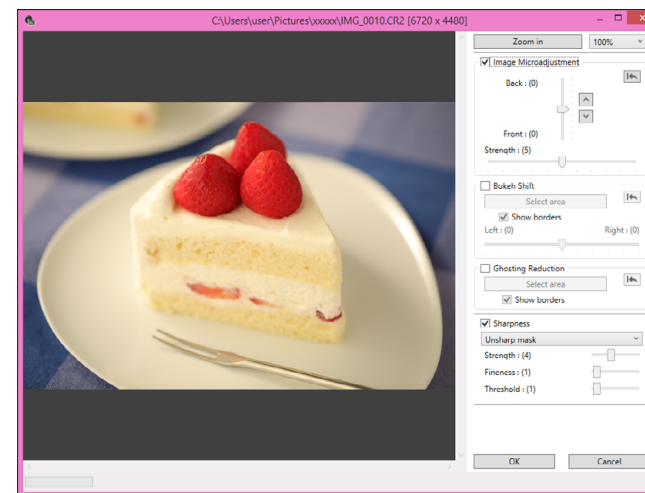 C:\Users\user\Pictures\xxxxx\IMG_0010.CR2 [6720 x 4480]
Zoom in 100%
Image Microadjustment
Back : (0)
Front : (0)
Strength : (5)
Bokeh Shift
Select area
Show borders
Left : (0) Right : (0)
Ghosting Reduction
Select area
Show borders
Sharpness
Unsharp mask
Strength : (4)
Fineness : (1)
Threshold : (1)
OK Cancel